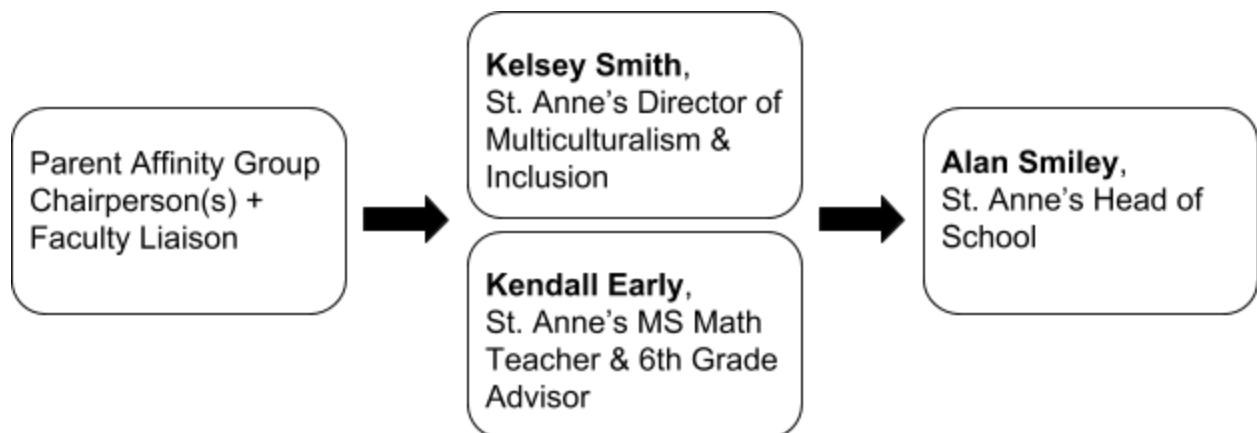 Parent Affinity Group
Chairperson(s) +
Faculty Liaison
Kelsey Smith,
St. Anne’s Director of
Multiculturalism &
Inclusion
Kendall Early,
St. Anne’s MS Math
Teacher & 6th Grade
Advisor
Alan Smiley,
St. Anne’s Head of
School